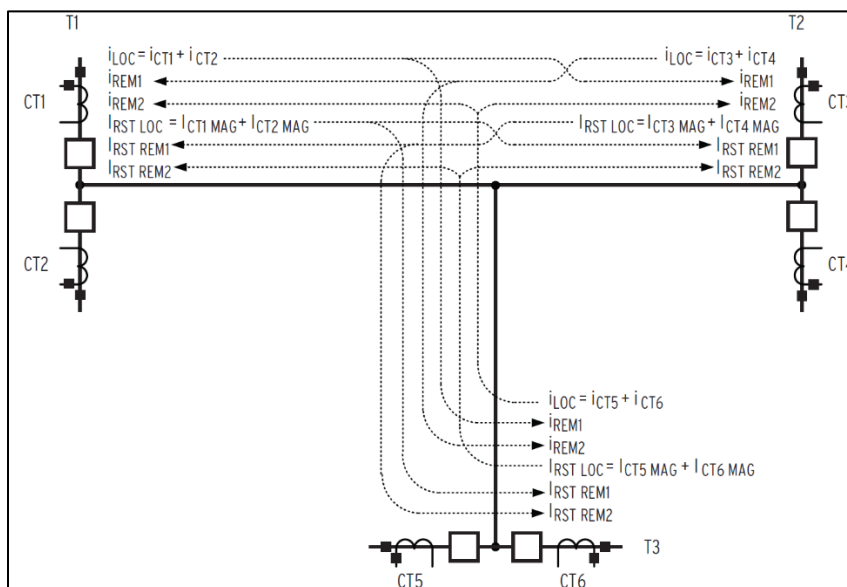 T1
T2
iLOC = iCT1 + iCT2
iLOC = iCT3 + iCT4
iREM1
iREM1
CT1
iREM2
iREM2
CT3
IRST LOC = ICT1 MAG + ICT2 MAG
IRST LOC = ICT3 MAG + ICT4 MAG
IRST REM1
IRST REM1
IRST REM2
IRST REM2
CT2
CT4
iLOC = iCT5 + iCT6
iREM1
iREM2
IRST LOC = ICT5 MAG + ICT6 MAG
IRST REM1
IRST REM2
T3
CT5
CT6